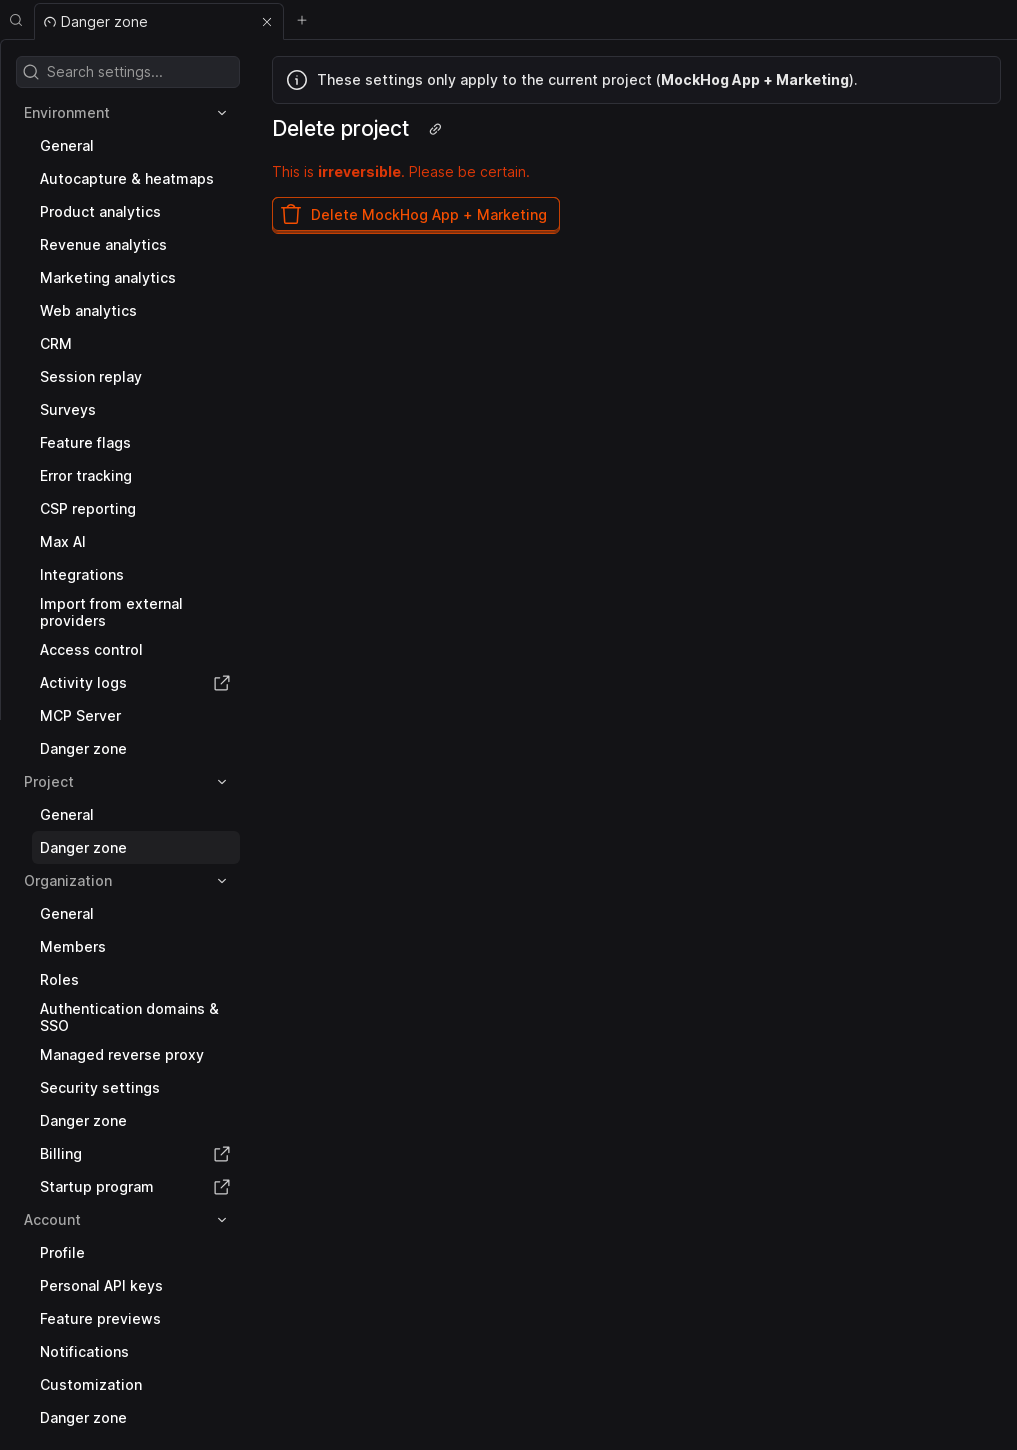 Danger zone
Search settings...
These settings only apply to the current project (MockHog App + Marketing).
Delete project
This is irreversible. Please be certain.
Delete MockHog App + Marketing
Environment
General
Autocapture & heatmaps
Product analytics
Revenue analytics
Marketing analytics
Web analytics
CRM
Session replay
Surveys
Feature flags
Error tracking
CSP reporting
Max AI
Integrations
Import from external
providers
Access control
Activity logs
MCP Server
Danger zone
Project
General
Danger zone
Organization
General
Members
Roles
Authentication domains &
SSO
Managed reverse proxy
Security settings
Danger zone
Billing
Startup program
Account
Profile
Personal API keys
Feature previews
Notifications
Customization
Danger zone